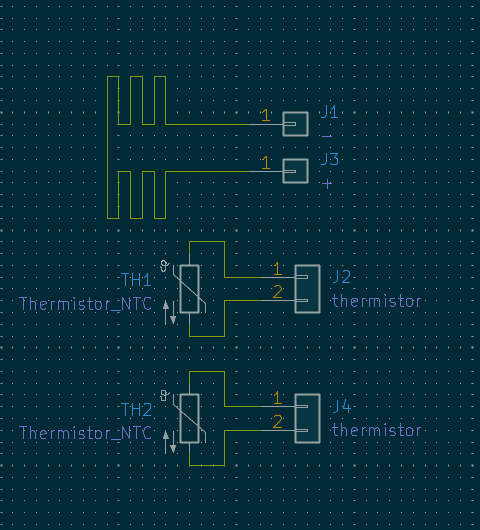 1 J1
−
1 J3
+
ϑ
TH1 1 J2
Thermistor_NTC 2 thermistor
ϑ
TH2 1 J4
Thermistor_NTC 2 thermistor